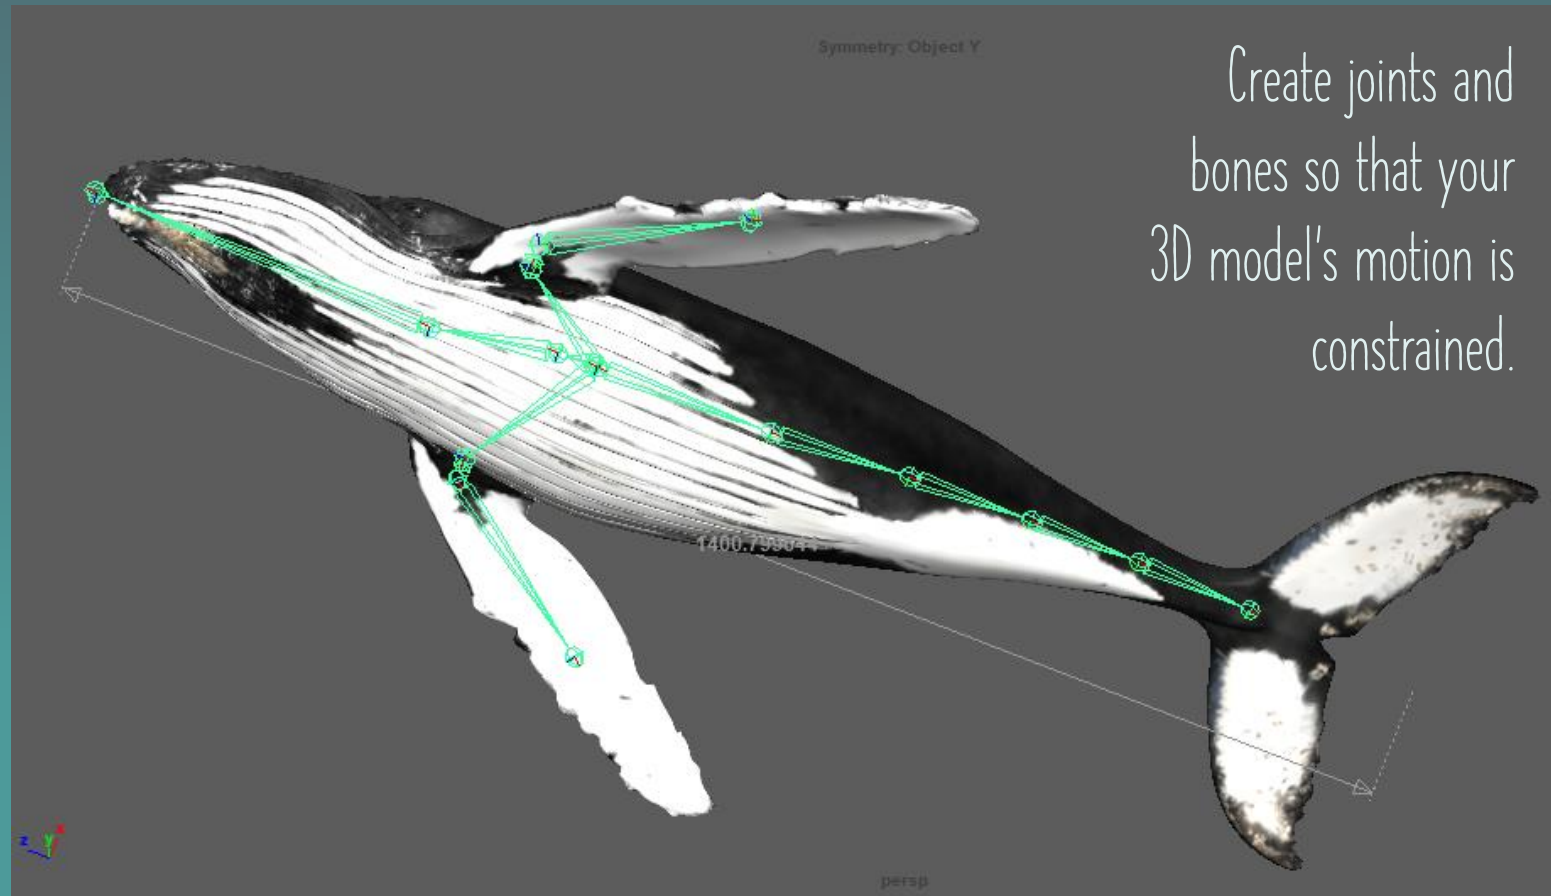 Symmetry: Object Y
Create joints and
bones so that your
3D model's motion is
constrained.
z y x
persp